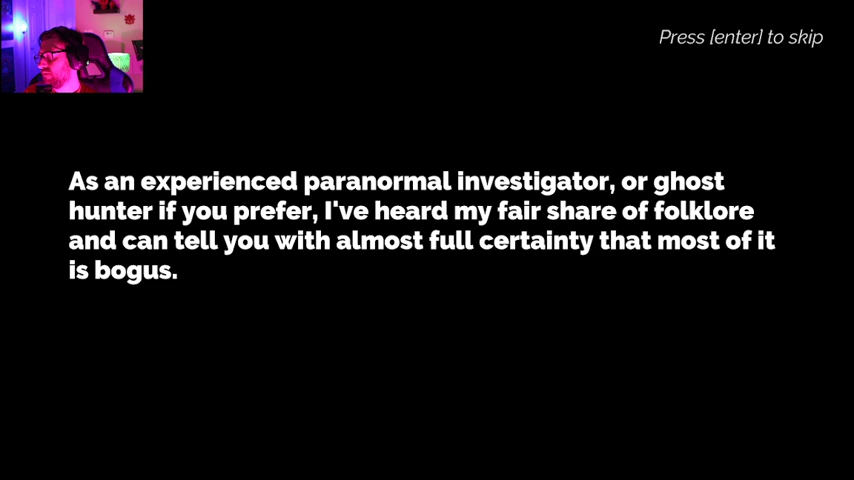 Press [enter] to skip
As an experienced paranormal investigator, or ghost
hunter if you prefer, I've heard my fair share of folklore
and can tell you with almost full certainty that most of it
is bogus.